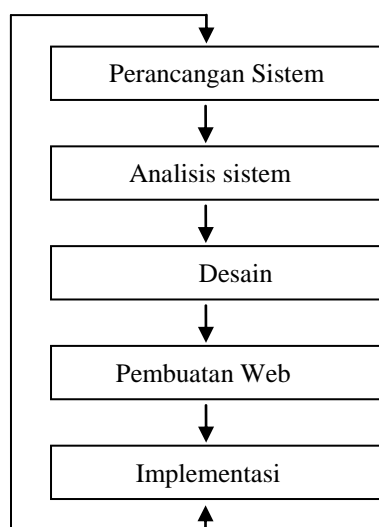 Perancangan Sistem
Analisis sistem
Desain
Pembuatan Web
Implementasi